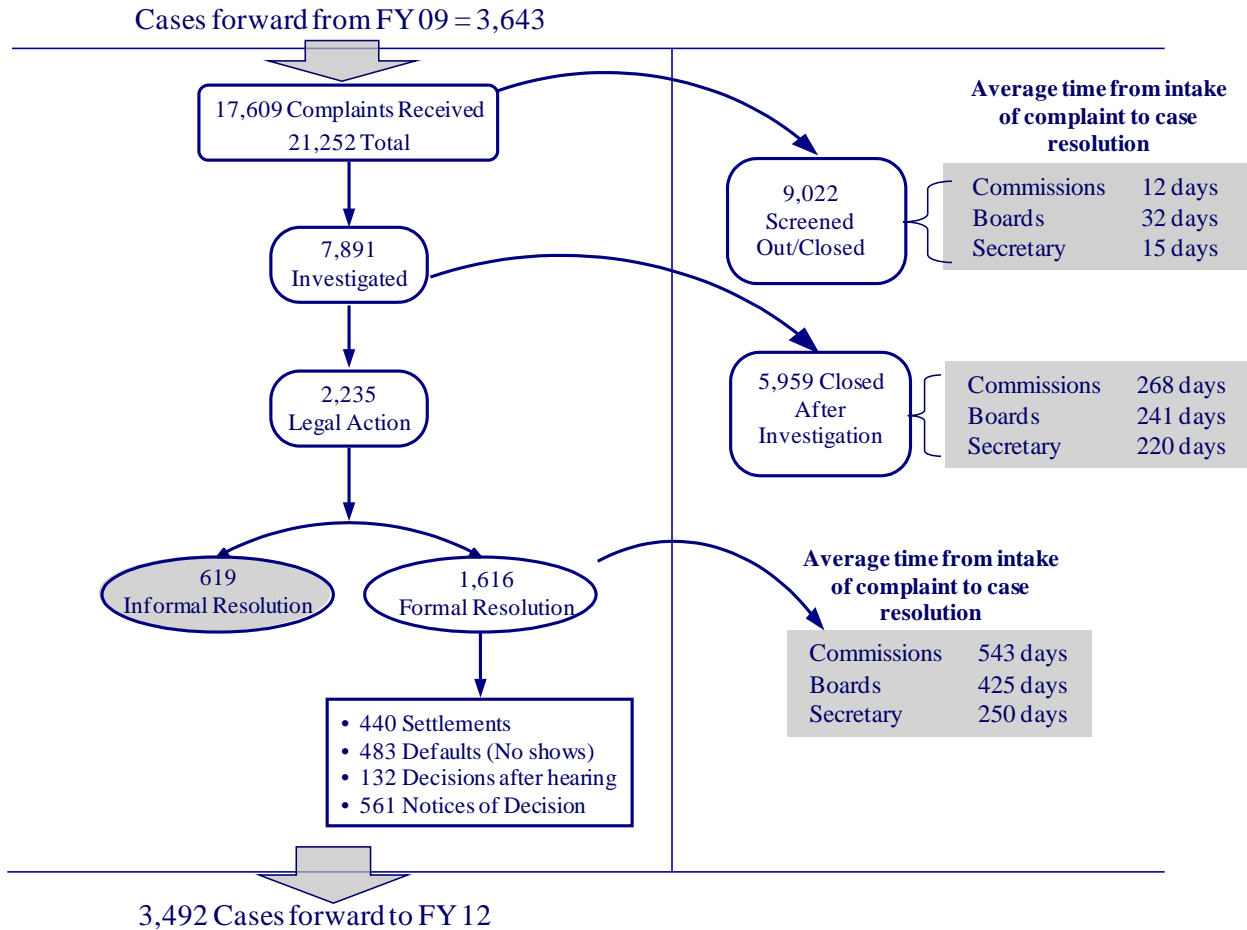 Cases forward from FY 09 = 3,643
17,609 Complaints Received
21,252 Total
Average time from intake
of complaint to case
resolution
9,022
Screened
Out/Closed
Commissions 12 days
Boards 32 days
Secretary 15 days
7,891
Investigated
5,959 Closed
After
Investigation
Commissions 268 days
Boards 241 days
Secretary 220 days
2,235
Legal Action
619
Informal Resolution
1,616
Formal Resolution
Average time from intake
of complaint to case
resolution
Commissions 543 days
Boards 425 days
Secretary 250 days
• 440 Settlements
• 483 Defaults (No shows)
• 132 Decisions after hearing
• 561 Notices of Decision
3,492 Cases forward to FY 12